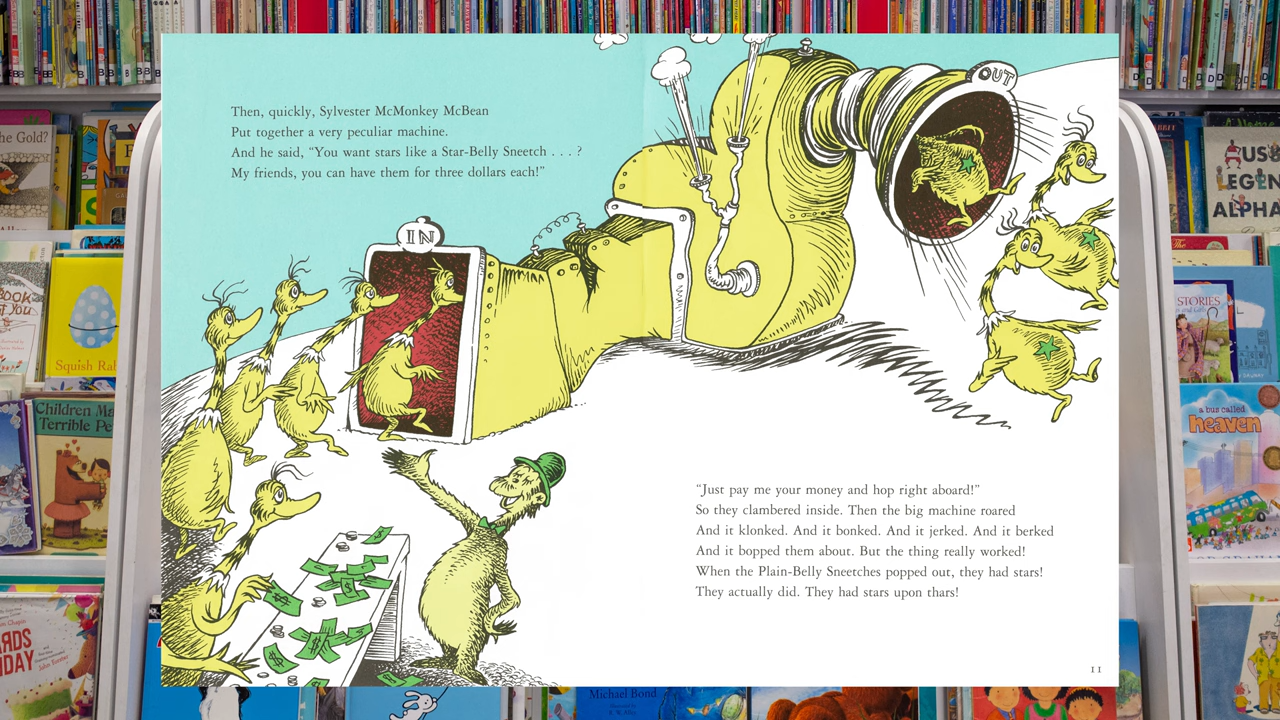 Then, quickly, Sylvester McMonkey McBean
Put together a very peculiar machine.
And he said, “You want stars like a Star-Belly Sneetch . . . ?
My friends, you can have them for three dollars each!”
IN
OUT
“Just pay me your money and hop right aboard!”
So they clambered inside. Then the big machine roared
And it klonked. And it bonked. And it jerked. And it berked
And it bopped them about. But the thing really worked!
When the Plain-Belly Sneetches popped out, they had stars!
They actually did. They had stars upon thars!
11
he Gold?
Squish Rab
Children Ma
Terrible Pe
Michael Bond
The
STORIES
a bus called
heaven